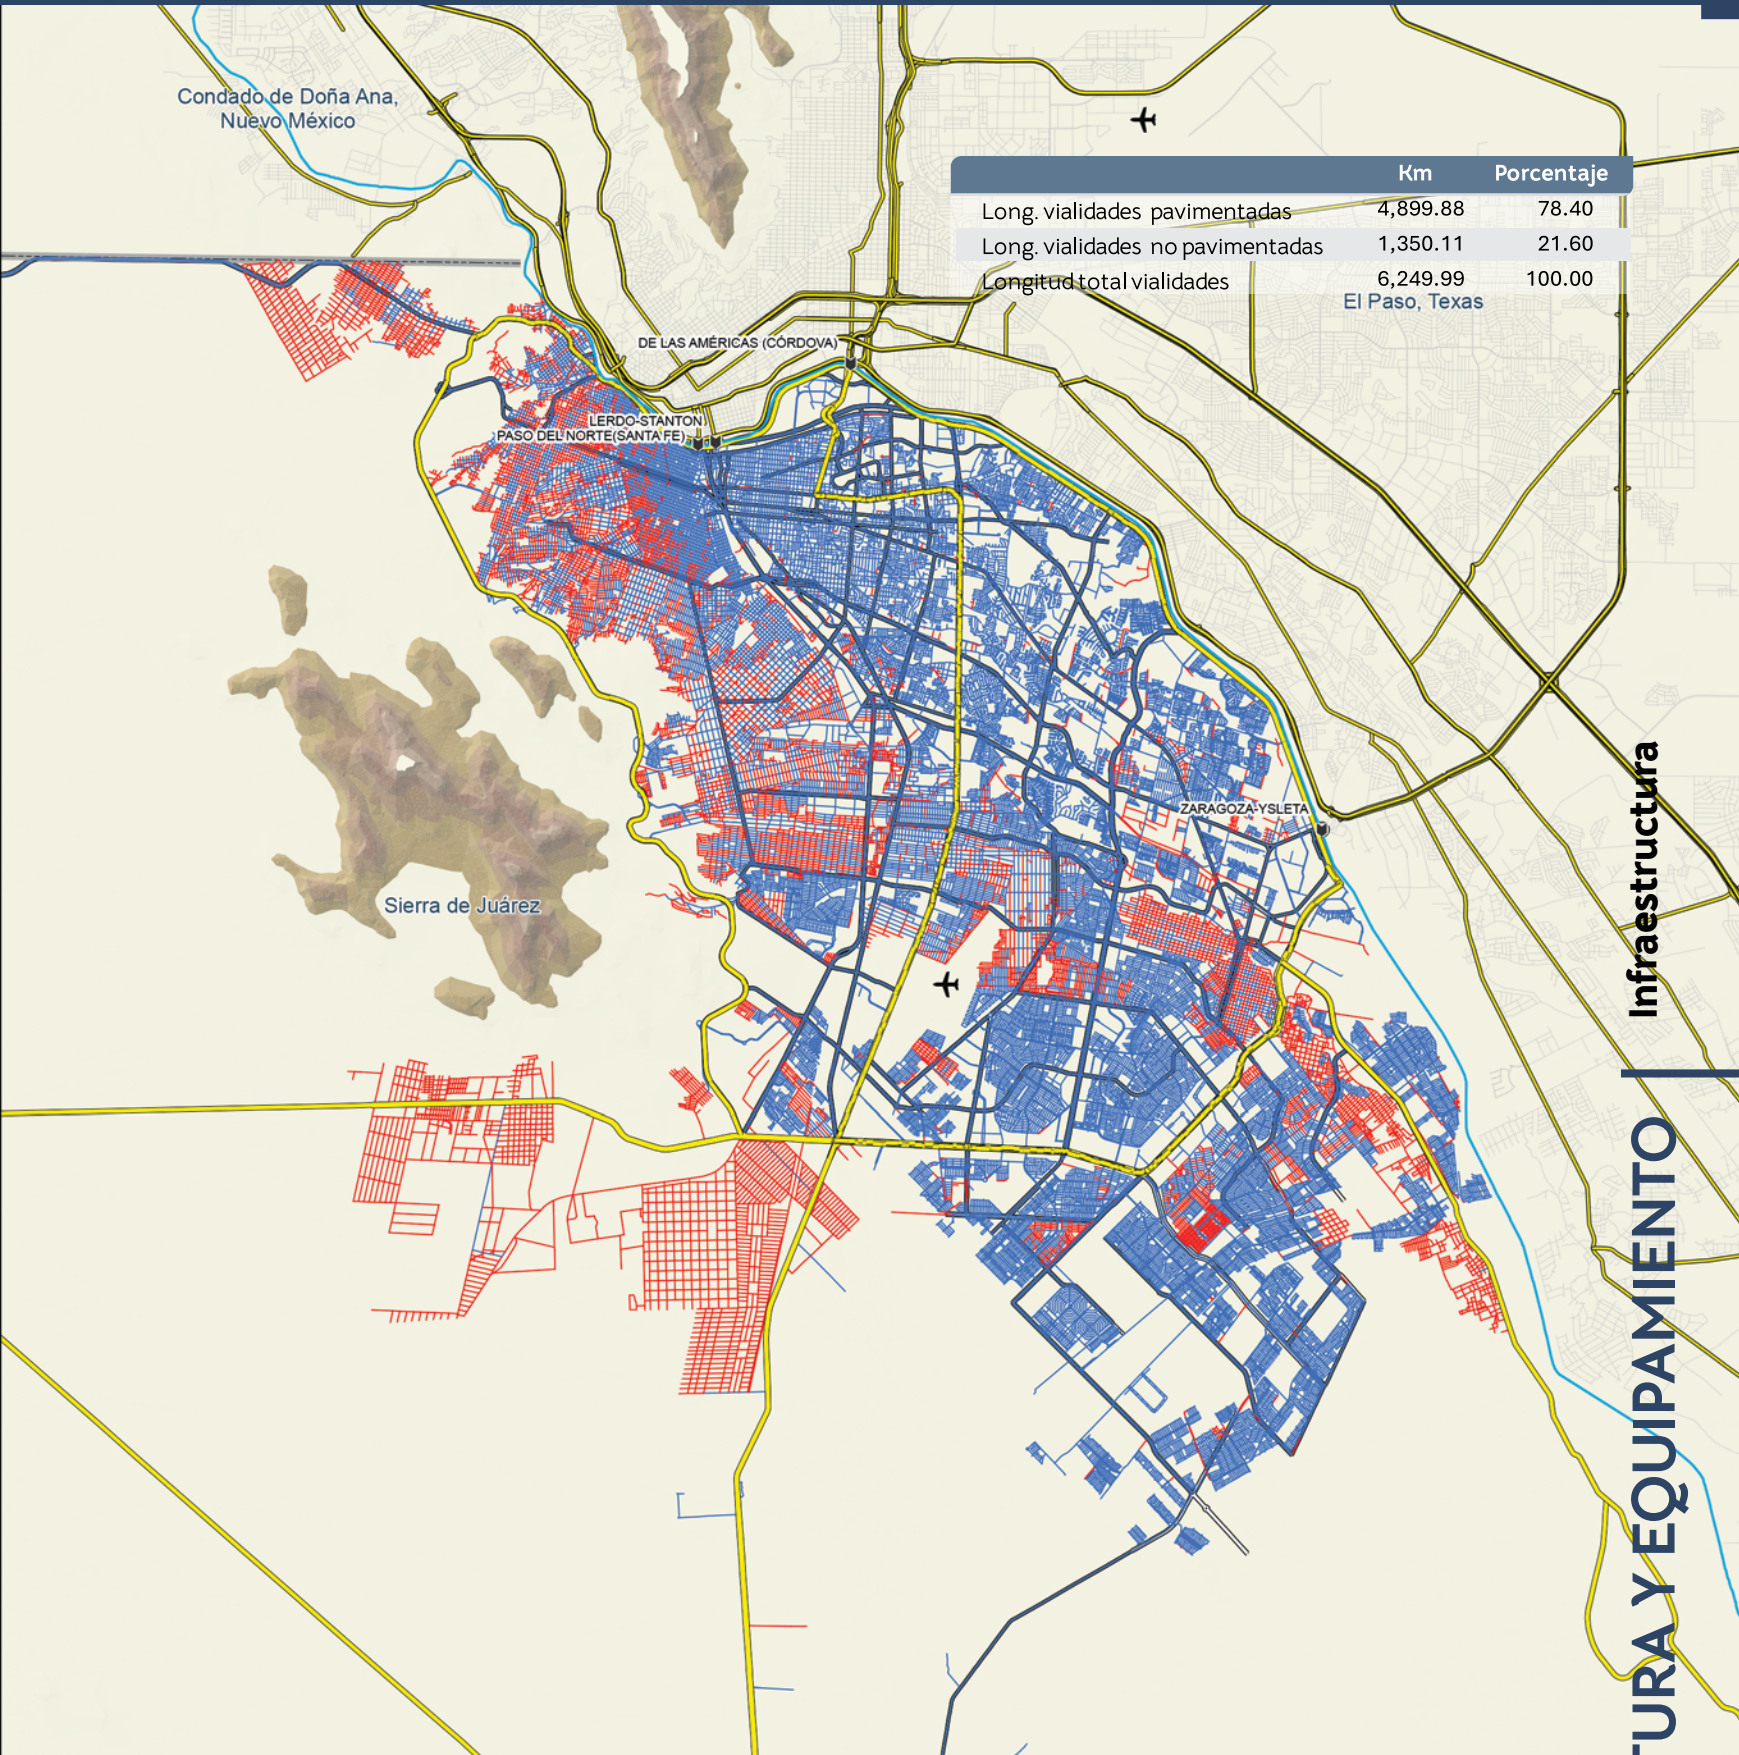 Condado de Doña Ana,
Nuevo México
Km Porcentaje
Long. vialidades pavimentadas 4,899.88 78.40
Long. vialidades no pavimentadas 1,350.11 21.60
Longitud total vialidades 6,249.99 100.00
El Paso, Texas
DE LAS AMÉRICAS (CÓRDOVA)
LERDO-STANTON
PASO DEL NORTE(SANTA FE)
ZARAGOZA-YSLETA
Sierra de Juárez
Infraestructura
TURA Y EQUIPAMIENTO